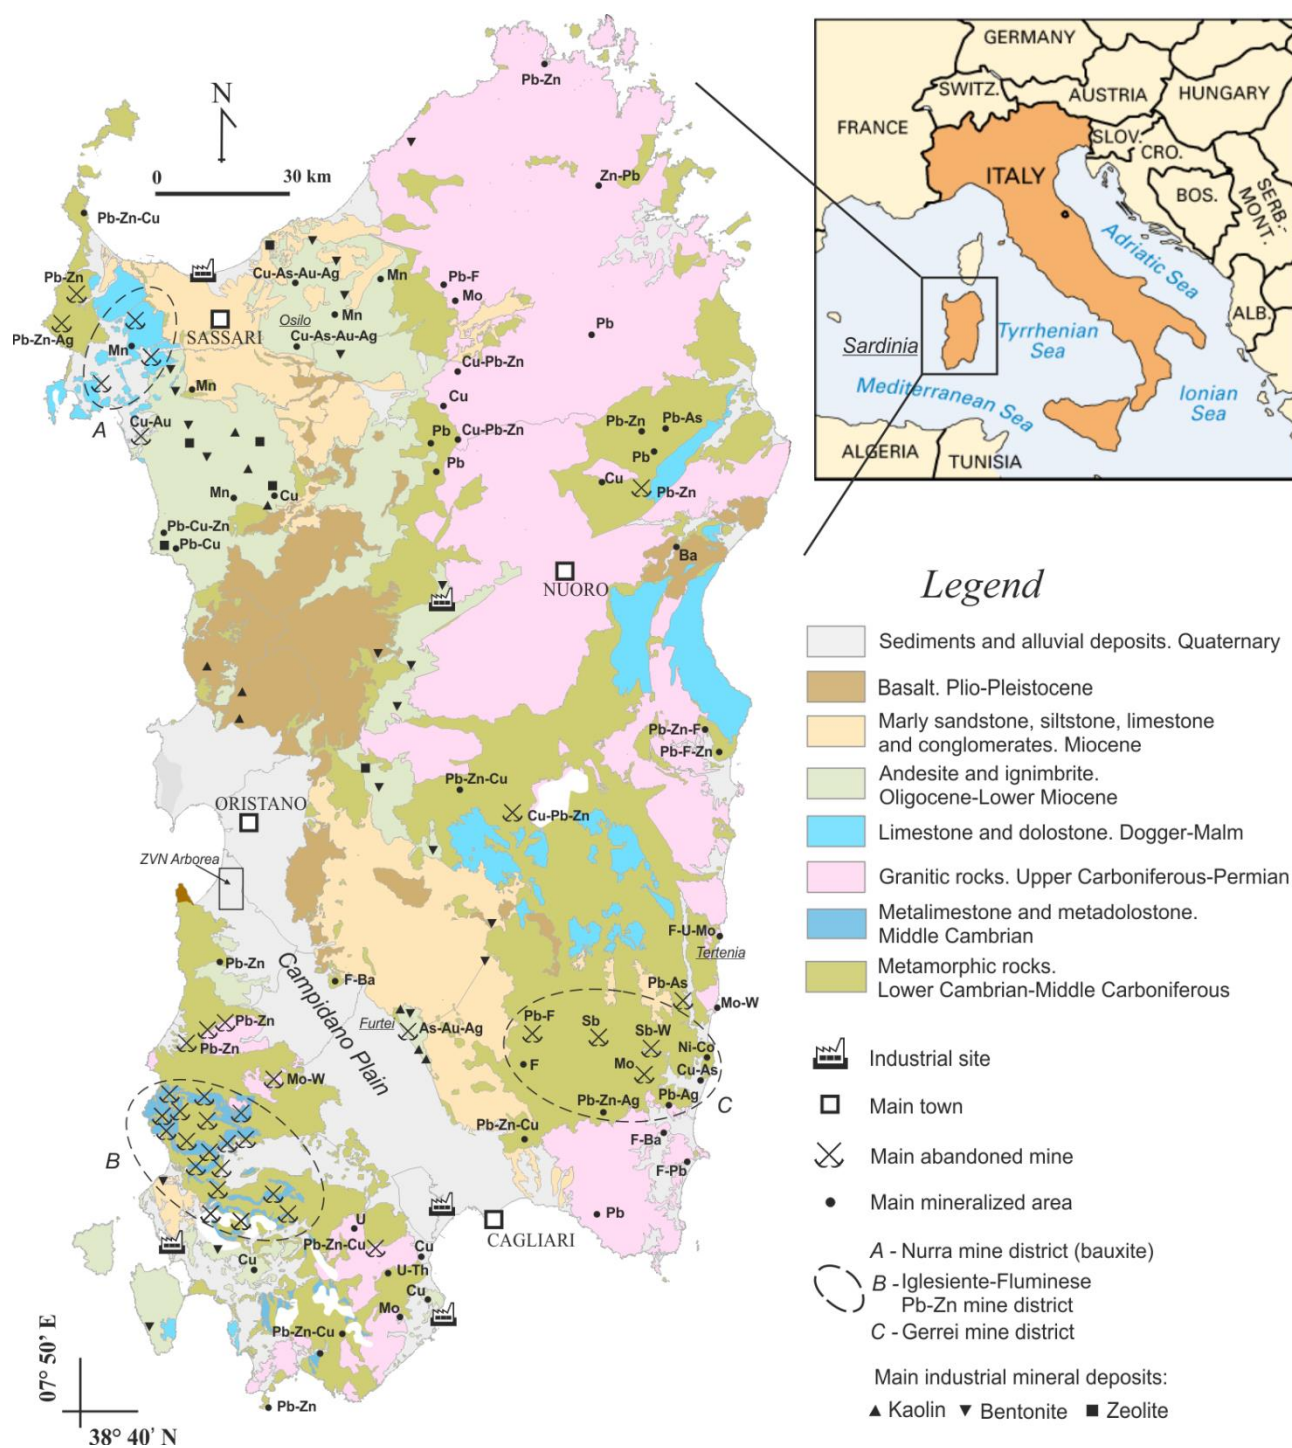 N
0 30 km
Pb-Zn
Zn-Pb
Pb-Zn-Cu
Pb-Zn
Pb-Zn-Ag
Mn
A
SASSARI
Cu-As-Au-Ag
Mn
Osilo
Mn
Cu-As-Au-Ag
Pb-F
Mo
Pb
Cu-Pb-Zn
Mn
Cu
Cu-Au
Pb
Cu-Pb-Zn
Pb
Pb-Zn
Pb-As
Pb
Cu
Pb-Zn
Mn
Cu
Pb-Cu-Zn
Pb-Cu
Ba
NUORO
Pb-Zn-F
Pb-F-Zn
Pb-Zn-Cu
Cu-Pb-Zn
ORISTANO
ZVN Arborea
F-U-Mo
Tertenia
Pb-Zn
Campidano Plain
F-Ba
Pb-As
Mo-W
Pb-Zn
Pb-Zn
Furtei
As-Au-Ag
Pb-F
Sb
Sb-W
Ni-Co
F
Mo
Cu-As
Mo-W
Pb-Ag
Pb-Zn-Ag
C
Pb-Zn-Cu
F-Ba
F-Pb
B
Pb
U
CAGLIARI
Pb-Zn-Cu
Cu
Cu
U-Th
Cu
Mo
Pb-Zn-Cu
Pb-Zn
07° 50' E
38° 40' N
GERMANY
SWITZ.
AUSTRIA
HUNGARY
FRANCE
SLOV.
CRO.
ITALY
BOS.
SERB.-
MONT.
Adriatic Sea
ALB.
Sardinia
Tyrrhenian
Sea
Mediterranean Sea
Ionian
Sea
ALGERIA
TUNISIA
Legend
Sediments and alluvial deposits. Quaternary
Basalt. Plio-Pleistocene
Marly sandstone, siltstone, limestone
and conglomerates. Miocene
Andesite and ignimbrite.
Oligocene-Lower Miocene
Limestone and dolostone. Dogger-Malm
Granitic rocks. Upper Carboniferous-Permian
Metalimestone and metadolostone.
Middle Cambrian
Metamorphic rocks.
Lower Cambrian-Middle Carboniferous
Industrial site
Main town
Main abandoned mine
Main mineralized area
A - Nurra mine district (bauxite)
B - Iglesiente-Fluminese
Pb-Zn mine district
C - Gerrei mine district
Main industrial mineral deposits:
Kaolin Bentonite Zeolite